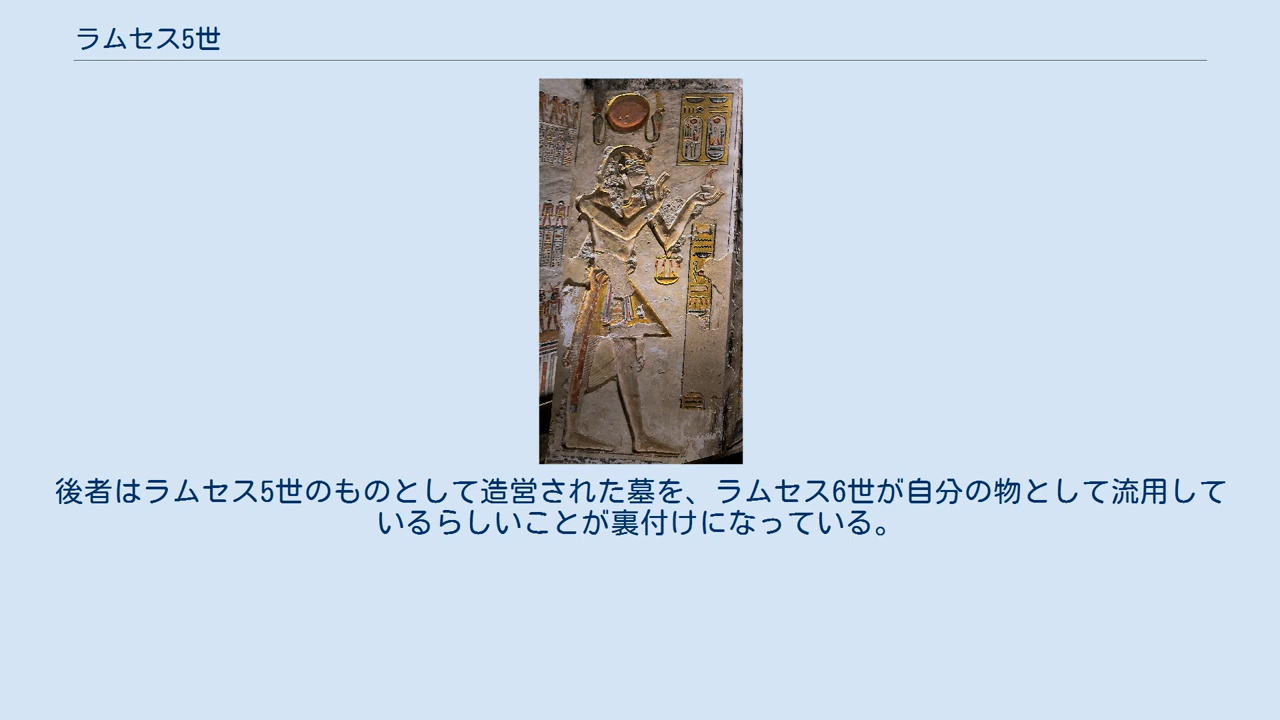 ラムセス5世
後者はラムセス5世のものとして造営された墓を、ラムセス6世が自分の物として流用して
いるらしいことが裏付けになっている。